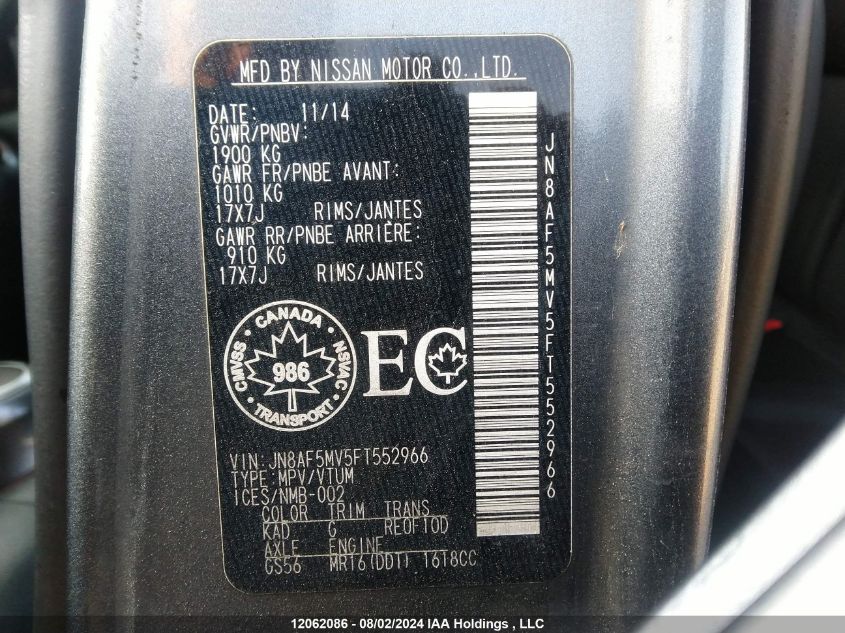 MFD BY NISSAN MOTOR CO.,LTD.
DATE: 11/14
GVWR/PNBV:
1900 KG
GAWR FR/PNBE AVANT:
1010 KG
17X7J RIMS/JANTES
GAWR RR/PNBE ARRIÈRE:
910 KG
17X7J RIMS/JANTES
CANADA
CMVSS 986 NSVAC
TRANSPORT
EC
VIN:JN8AF5MV5FT552966
TYPE:MPV/VTUM
ICES/NMB-002
COLOR TRIM TRANS
KAD G RE0F10D
AXLE ENGINE
GS56 MR16(DDT) 1618CC
JN8AF5MV5FT552966
12062086 - 08/02/2024 IAA Holdings , LLC